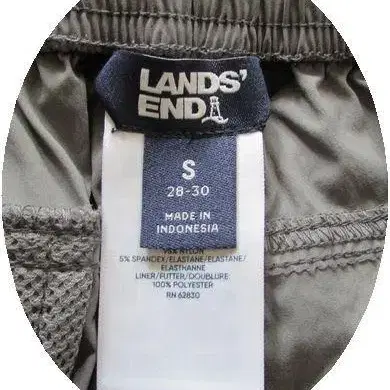 LANDS'
END
S
28-30
MADE IN
INDONESIA
NYLON
5% SPANDEX/ELASTANE/ELASTANE/
ELASTHANNE
LINER/FUTTER/DOUBLURE
100% POLYESTER
RN 62830